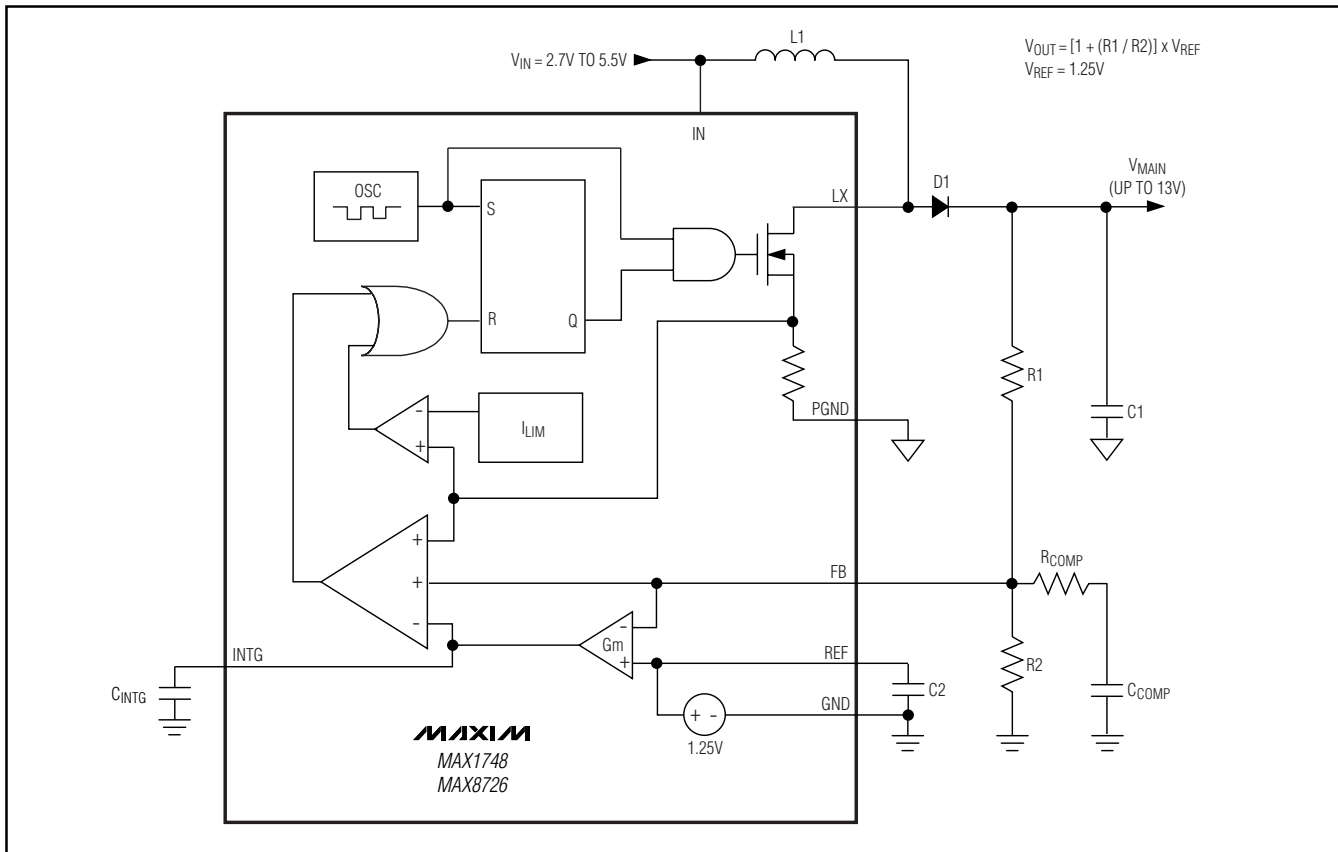 L1
V_IN = 2.7V TO 5.5V
V_OUT = [1 + (R1 / R2)] x V_REF
V_REF = 1.25V
IN
OSC
S
R
Q
LX
D1
V_MAIN
(UP TO 13V)
R1
C1
PGND
-
+
I_LIM
+
+
-
FB
R_COMP
-
Gm
+
REF
INTG
R2
C2
C_COMP
C_INTG
GND
+ -
1.25V
MAXIM
MAX1748
MAX8726